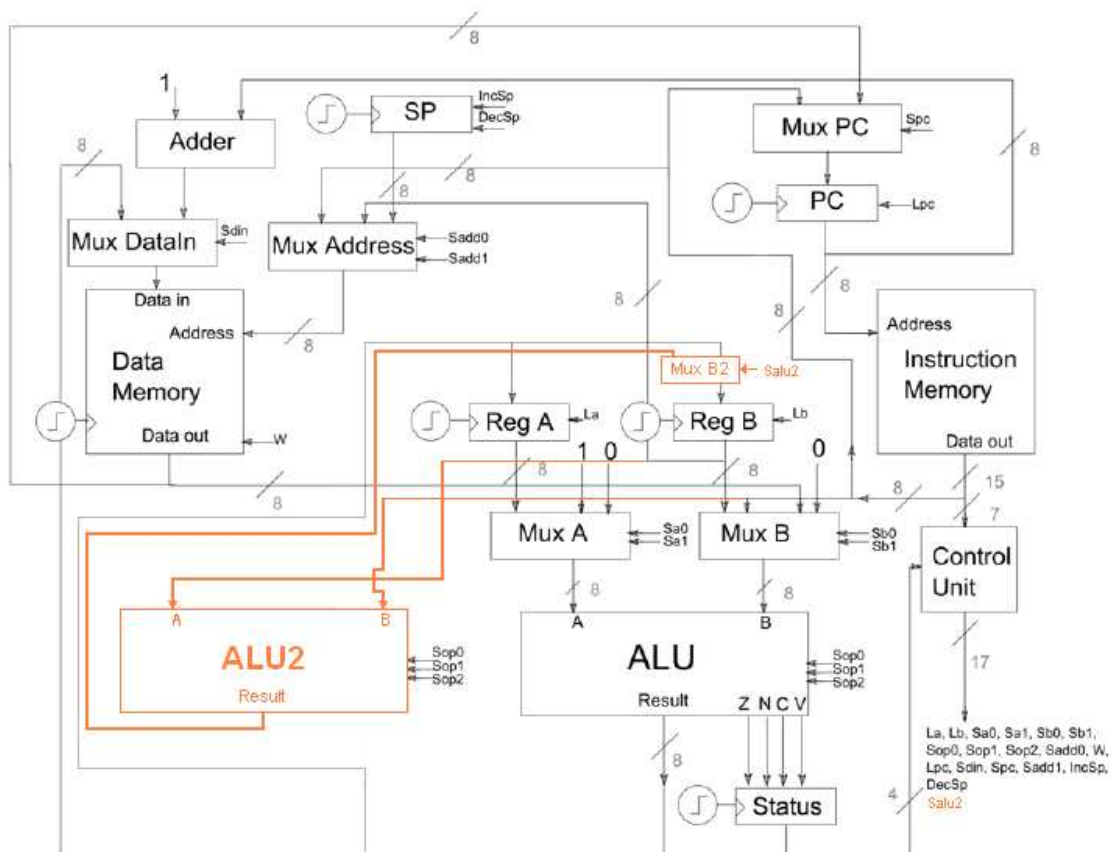 8
1
Adder
SP
IncSp
DecSp
Mux PC
Spc
8
8
8
8
PC
Lpc
Mux DataIn
Sdin
Mux Address
Sadd0
Sadd1
8
8
8
8
Data in
Address
Data
Memory
Data out
W
8
Address
Instruction
Memory
Data out
Mux B2
Salu2
Reg A
La
Reg B
Lb
1 0
0
8
8
8
8
15
7
Mux A
Sa0
Sa1
Mux B
Sb0
Sb1
Control
Unit
8
8
A
B
ALU2
Result
Sop0
Sop1
Sop2
A
B
ALU
Result
Z N C V
Sop0
Sop1
Sop2
17
8
Status
4
La, Lb, Sa0, Sa1, Sb0, Sb1,
Sop0, Sop1, Sop2, Sadd0, W,
Lpc, Sdin, Spc, Sadd1, IncSp,
DecSp
Salu2